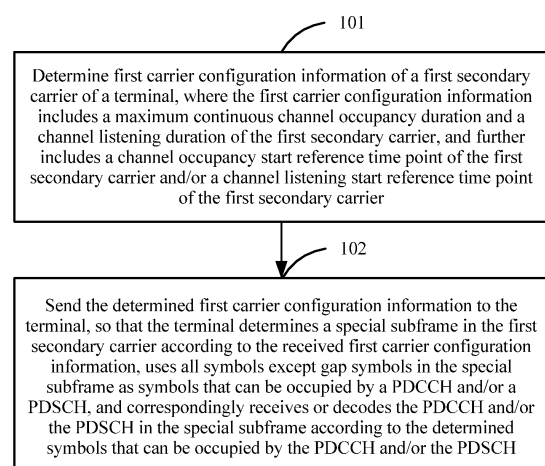 101
Determine first carrier configuration information of a first secondary
carrier of a terminal, where the first carrier configuration information
includes a maximum continuous channel occupancy duration and a
channel listening duration of the first secondary carrier, and further
includes a channel occupancy start reference time point of the first
secondary carrier and/or a channel listening start reference time point
of the first secondary carrier
102
Send the determined first carrier configuration information to the
terminal, so that the terminal determines a special subframe in the first
secondary carrier according to the received first carrier configuration
information, uses all symbols except gap symbols in the special
subframe as symbols that can be occupied by a PDCCH and/or a
PDSCH, and correspondingly receives or decodes the PDCCH and/or
the PDSCH in the special subframe according to the determined
symbols that can be occupied by the PDCCH and/or the PDSCH